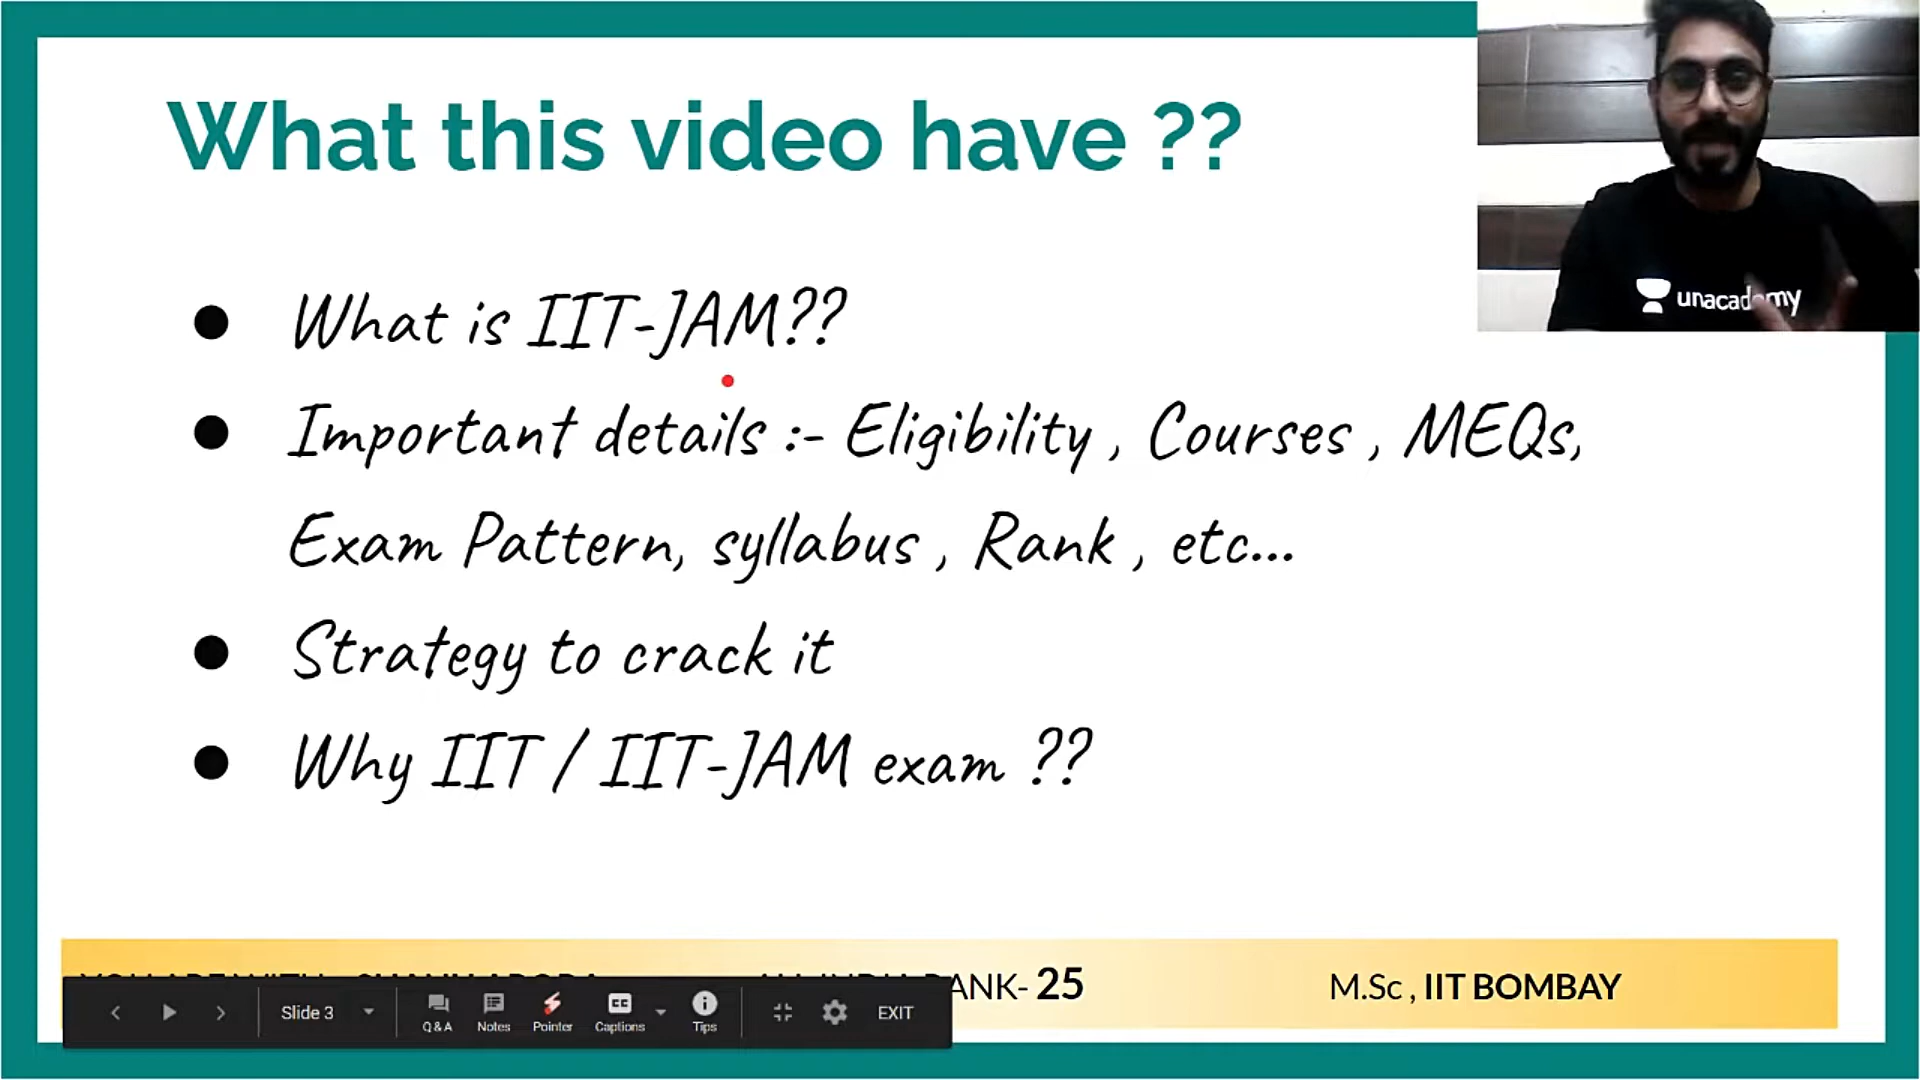 What this video have ??
unacademy
● What is IIT-JAM??
● Important details :- Eligibility , Courses , MEQs,
Exam Pattern, syllabus , Rank , etc...
● Strategy to crack it
● Why IIT / IIT-JAM exam ??
RANK- 25 M.Sc , IIT BOMBAY
Slide 3 Q&A Notes Pointer CC Captions Tips EXIT